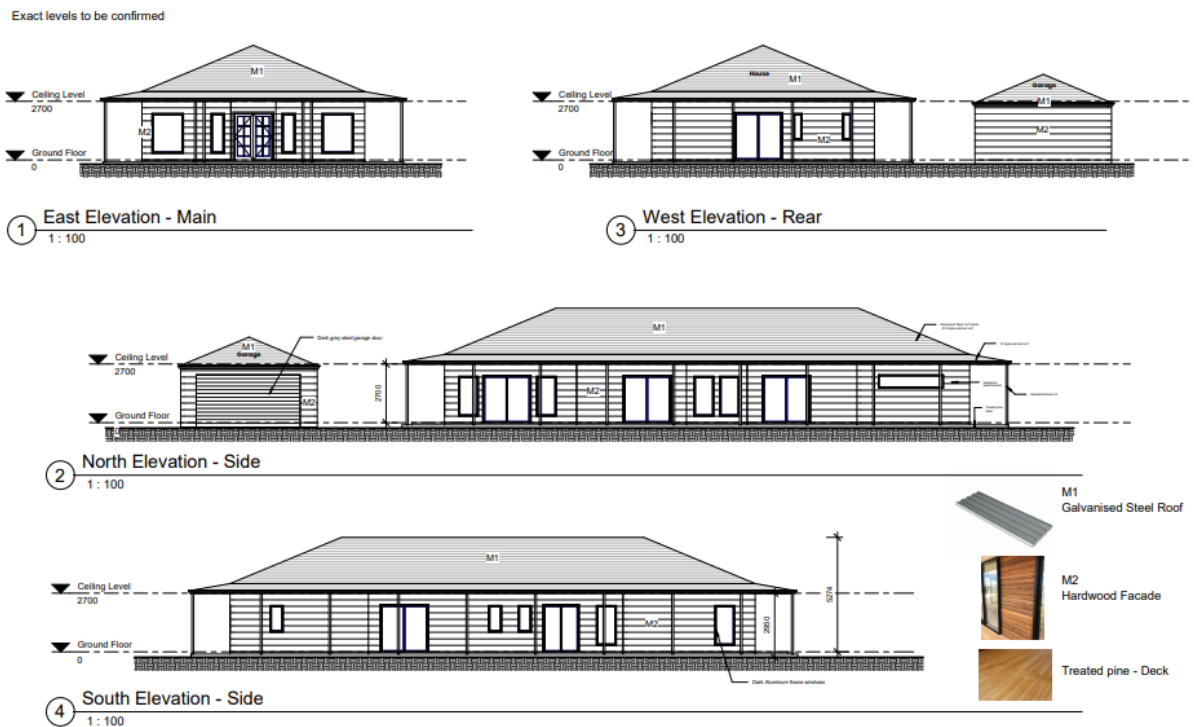 Exact levels to be confirmed
M1
Ceiling Level
2700
M2
Ground Floor
0
1
East Elevation - Main
1 : 100
House
M1
Garage
M1
Ceiling Level
2700
M2
M2
Ground Floor
0
3
West Elevation - Rear
1 : 100
M1
Garage
Dark grey steel garage door
Ceiling Level
2700
M2
Ground Floor
0
M1
2700
M2
2
North Elevation - Side
1 : 100
M1
Galvanised Steel Roof
M2
Hardwood Facade
Treated pine - Deck
M1
Ceiling Level
2700
M2
Ground Floor
0
5274
2850
Dark Aluminum frame windows
4
South Elevation - Side
1 : 100